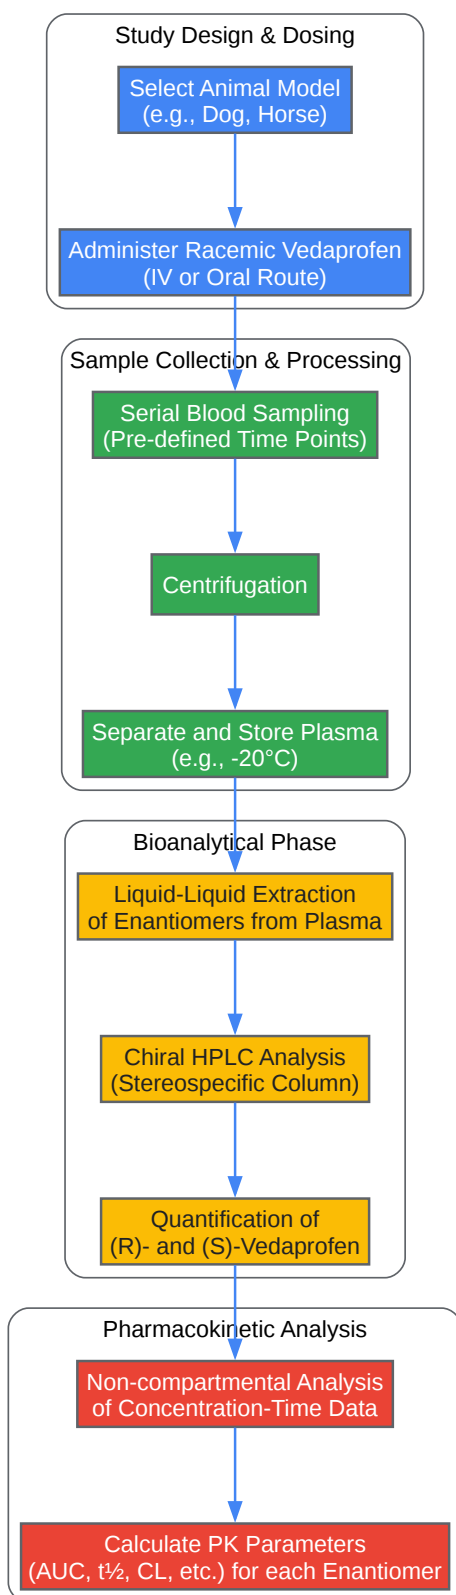 Study Design & Dosing
Select Animal Model
(e.g., Dog, Horse)
Administer Racemic Vedaprofen
(IV or Oral Route)
Sample Collection & Processing
Serial Blood Sampling
(Pre-defined Time Points)
Centrifugation
Separate and Store Plasma
(e.g., -20°C)
Bioanalytical Phase
Liquid-Liquid Extraction
of Enantiomers from Plasma
Chiral HPLC Analysis
(Stereospecific Column)
Quantification of
(R)- and (S)-Vedaprofen
Pharmacokinetic Analysis
Non-compartmental Analysis
of Concentration-Time Data
Calculate PK Parameters
(AUC, t½, CL, etc.) for each Enantiomer